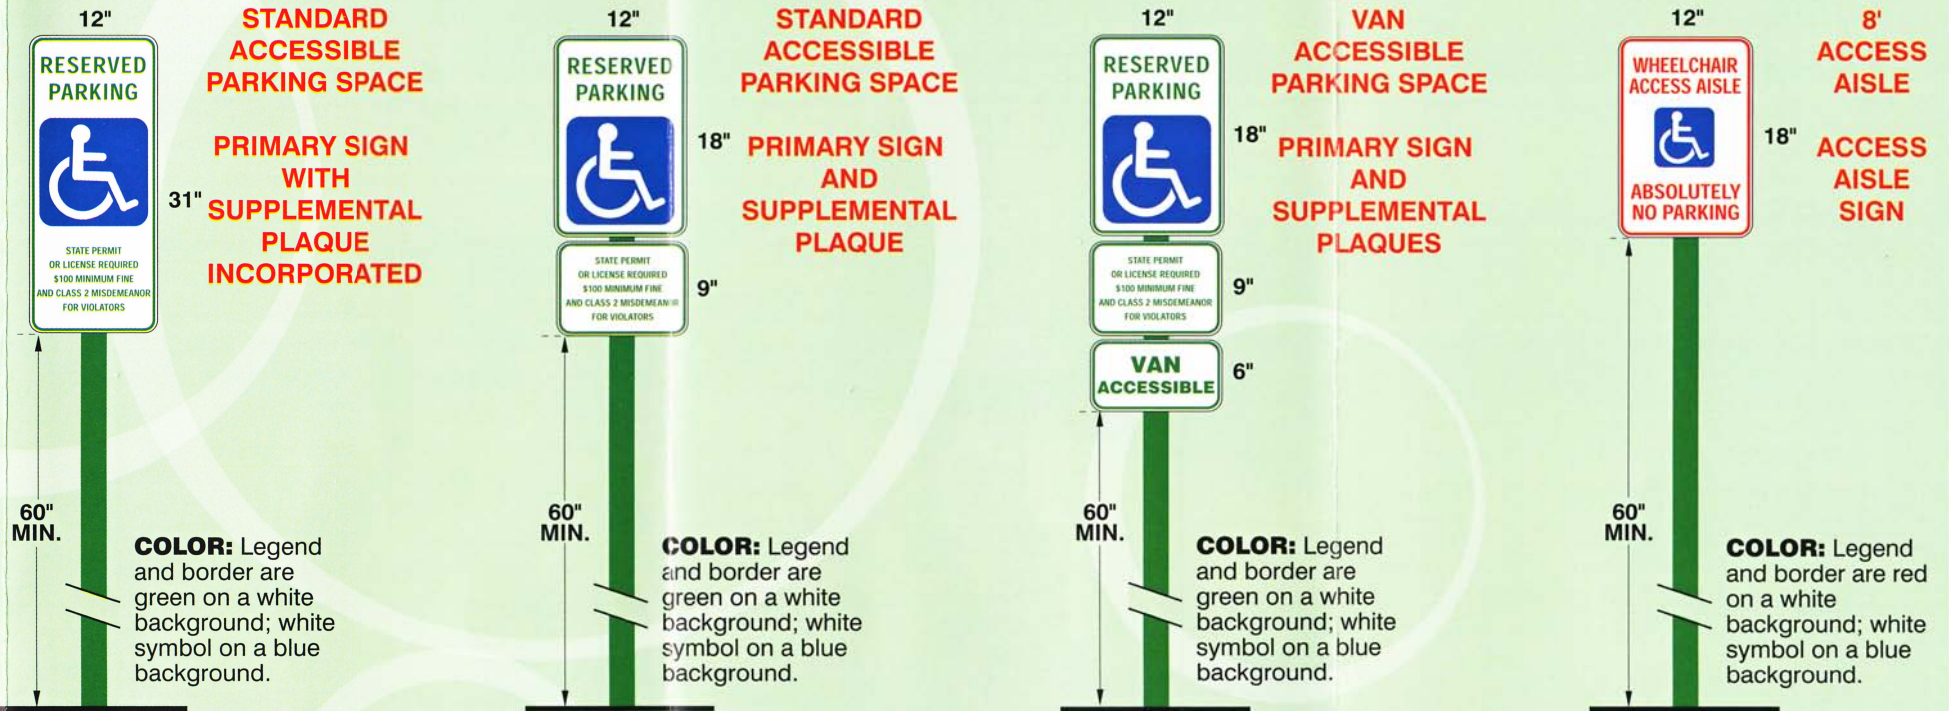 12"
RESERVED
PARKING
STATE PERMIT
OR LICENSE REQUIRED
$100 MINIMUM FINE
AND CLASS 2 MISDEMEANOR
FOR VIOLATORS
31"
STANDARD
ACCESSIBLE
PARKING SPACE
PRIMARY SIGN
WITH
SUPPLEMENTAL
PLAQUE
INCORPORATED
60"
MIN.
COLOR: Legend
and border are
green on a white
background; white
symbol on a blue
background.
12"
RESERVED
PARKING
18"
STATE PERMIT
OR LICENSE REQUIRED
$100 MINIMUM FINE
AND CLASS 2 MISDEMEANOR
FOR VIOLATORS
9"
STANDARD
ACCESSIBLE
PARKING SPACE
PRIMARY SIGN
AND
SUPPLEMENTAL
PLAQUE
60"
MIN.
COLOR: Legend
and border are
green on a white
background; white
symbol on a blue
background.
12"
RESERVED
PARKING
18"
STATE PERMIT
OR LICENSE REQUIRED
$100 MINIMUM FINE
AND CLASS 2 MISDEMEANOR
FOR VIOLATORS
9"
VAN
ACCESSIBLE
6"
VAN
ACCESSIBLE
PARKING SPACE
PRIMARY SIGN
AND
SUPPLEMENTAL
PLAQUES
60"
MIN.
COLOR: Legend
and border are
green on a white
background; white
symbol on a blue
background.
12"
WHEELCHAIR
ACCESS AISLE
ABSOLUTELY
NO PARKING
18"
8'
ACCESS
AISLE
ACCESS
AISLE
SIGN
60"
MIN.
COLOR: Legend
and border are red
on a white
background; white
symbol on a blue
background.